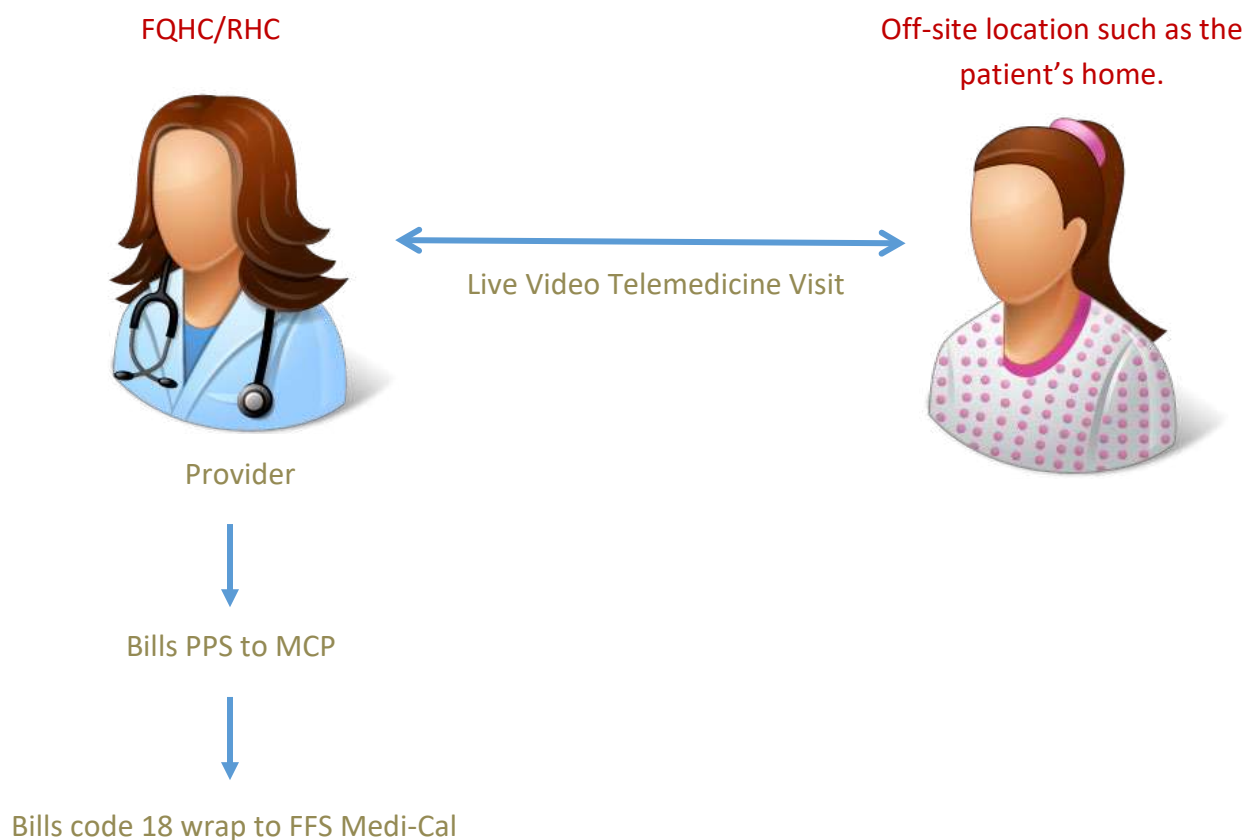 FQHC/RHC
Off-site location such as the
patient’s home.
Live Video Telemedicine Visit
Provider
Bills PPS to MCP
Bills code 18 wrap to FFS Medi-Cal